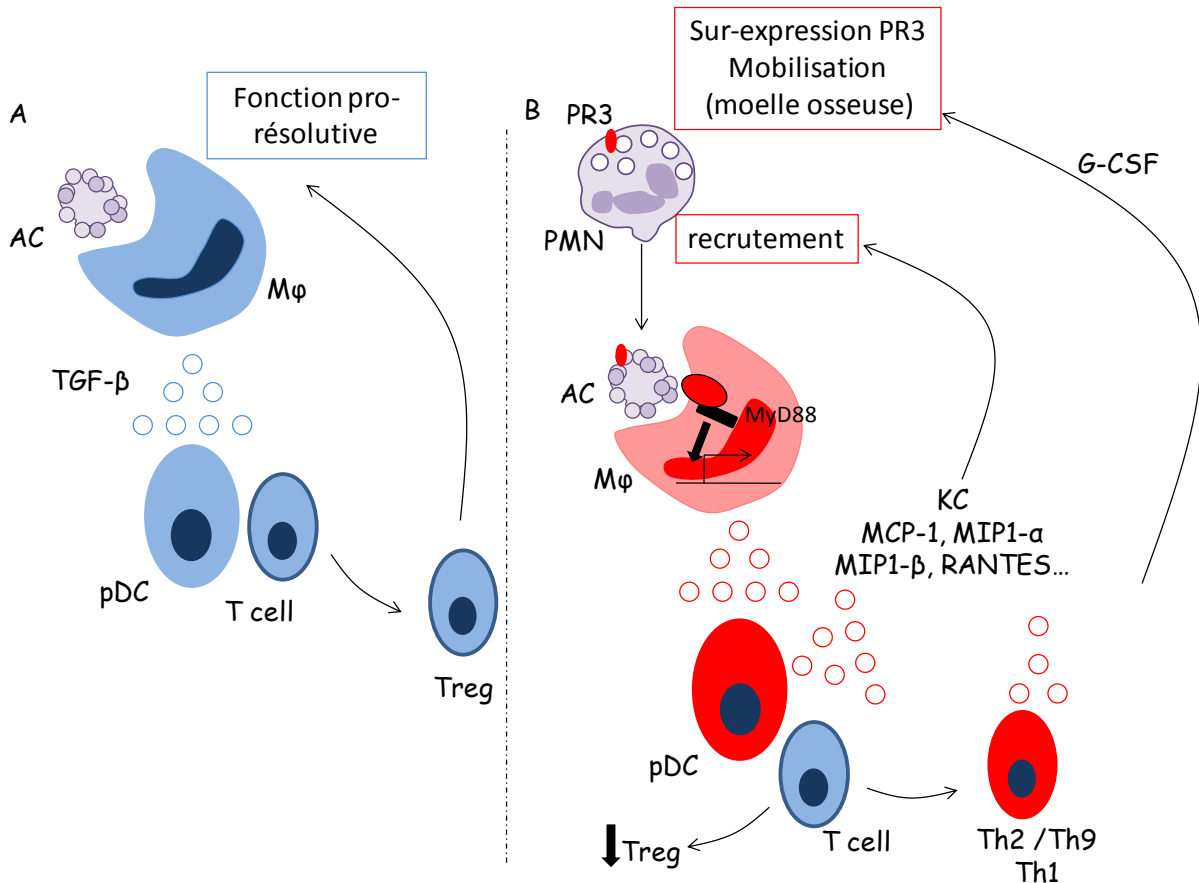 A
Fonction pro-
résolutive
AC
Mφ
TGF-β
pDC
T cell
Treg
B
Sur-expression PR3
Mobilisation
(moelle osseuse)
PR3
G-CSF
PMN
recrutement
AC
MyD88
Mφ
KC
MCP-1, MIP1-α
MIP1-β, RANTES...
pDC
Treg
T cell
Th2 /Th9
Th1